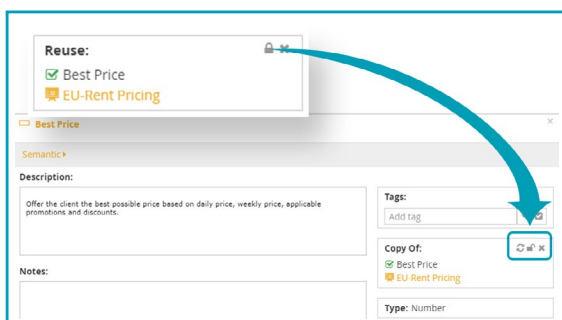 Reuse:
Best Price
EU-Rent Pricing
Best Price
Semantic
Description:
Offer the client the best possible price based on daily price, weekly price, applicable
promotions and discounts.
Notes:
Tags:
Add tag
Copy Of:
Best Price
EU-Rent Pricing
Type: Number